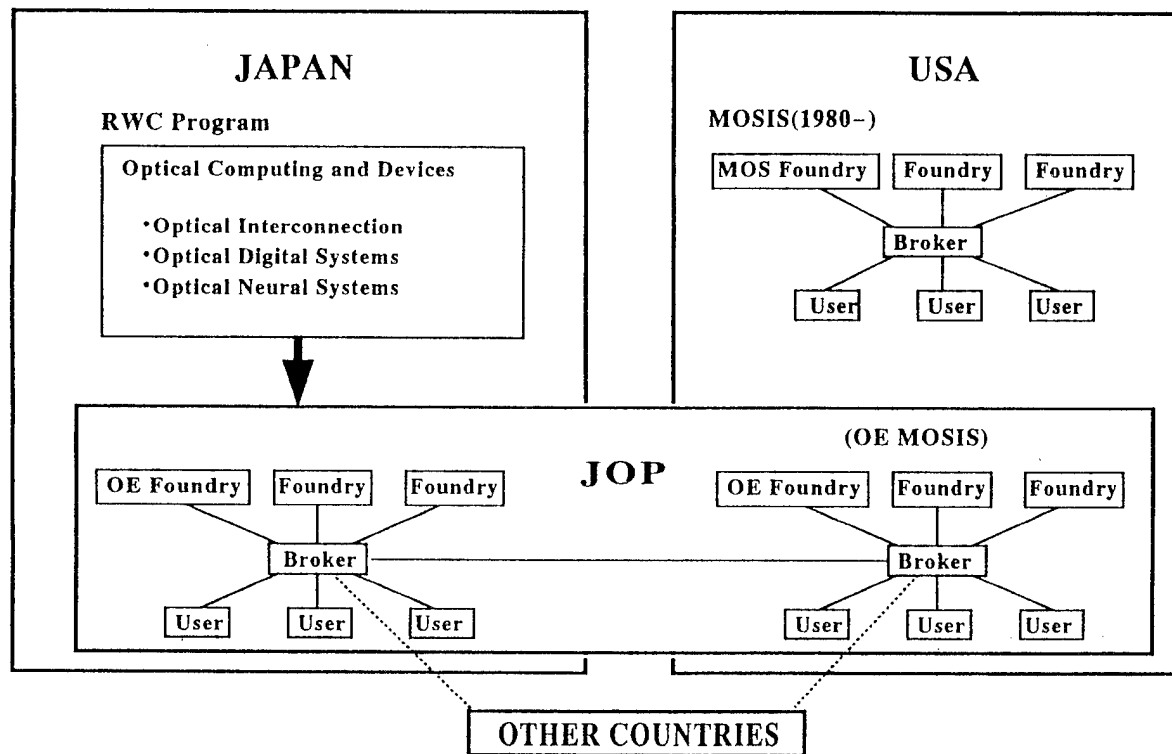 JAPAN
RWC Program
Optical Computing and Devices
・Optical Interconnection
・Optical Digital Systems
・Optical Neural Systems
USA
MOSIS(1980-)
MOS Foundry Foundry Foundry
Broker
User User User
(OE MOSIS)
JOP
OE Foundry Foundry Foundry
Broker
User User User
OE Foundry Foundry Foundry
Broker
User User User
OTHER COUNTRIES